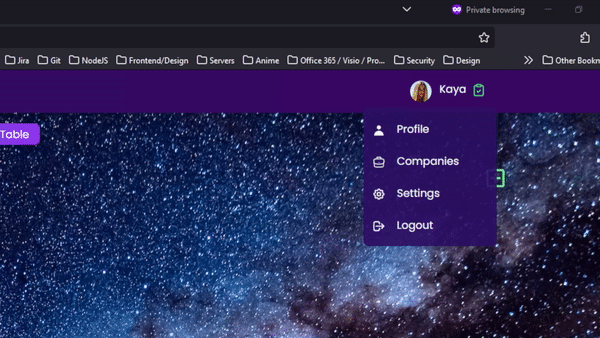 Private browsing
Jira Git NodeJS Frontend/Design Servers Anime Office 365 / Visio / Pro... Security Design Other Bookm
Kaya
Table
Profile
Companies
Settings
Logout